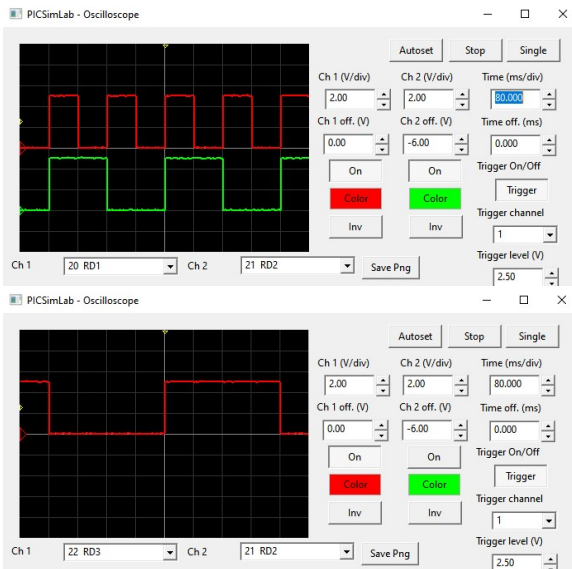 PICSimLab - Oscilloscope
Autoset Stop Single
Ch 1 (V/div) Ch 2 (V/div) Time (ms/div)
2.00 2.00 80.000
Ch 1 off. (V) Ch 2 off. (V) Time off. (ms)
0.00 -6.00 0.000
Trigger On/Off
On On
Trigger
Color Color
Trigger channel
Inv Inv
1
Trigger level (V)
Ch 1 20 RD1 Ch 2 21 RD2 Save Png
2.50
PICSimLab - Oscilloscope
Autoset Stop Single
Ch 1 (V/div) Ch 2 (V/div) Time (ms/div)
2.00 2.00 80.000
Ch 1 off. (V) Ch 2 off. (V) Time off. (ms)
0.00 -6.00 0.000
Trigger On/Off
On On
Trigger
Color Color
Trigger channel
Inv Inv
1
Trigger level (V)
Ch 1 22 RD3 Ch 2 21 RD2 Save Png
2.50